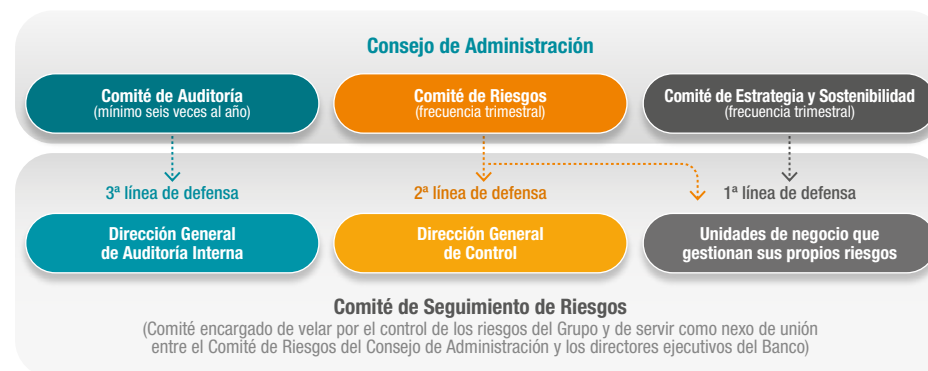 Consejo de Administración
Comité de Auditoría
(mínimo seis veces al año)
Comité de Riesgos
(frecuencia trimestral)
Comité de Estrategia y Sostenibilidad
(frecuencia trimestral)
3ª línea de defensa
2ª línea de defensa
1ª línea de defensa
Dirección General
de Auditoría Interna
Dirección General
de Control
Unidades de negocio que
gestionan sus propios riesgos
Comité de Seguimiento de Riesgos
(Comité encargado de velar por el control de los riesgos del Grupo y de servir como nexo de unión
entre el Comité de Riesgos del Consejo de Administración y los directores ejecutivos del Banco)